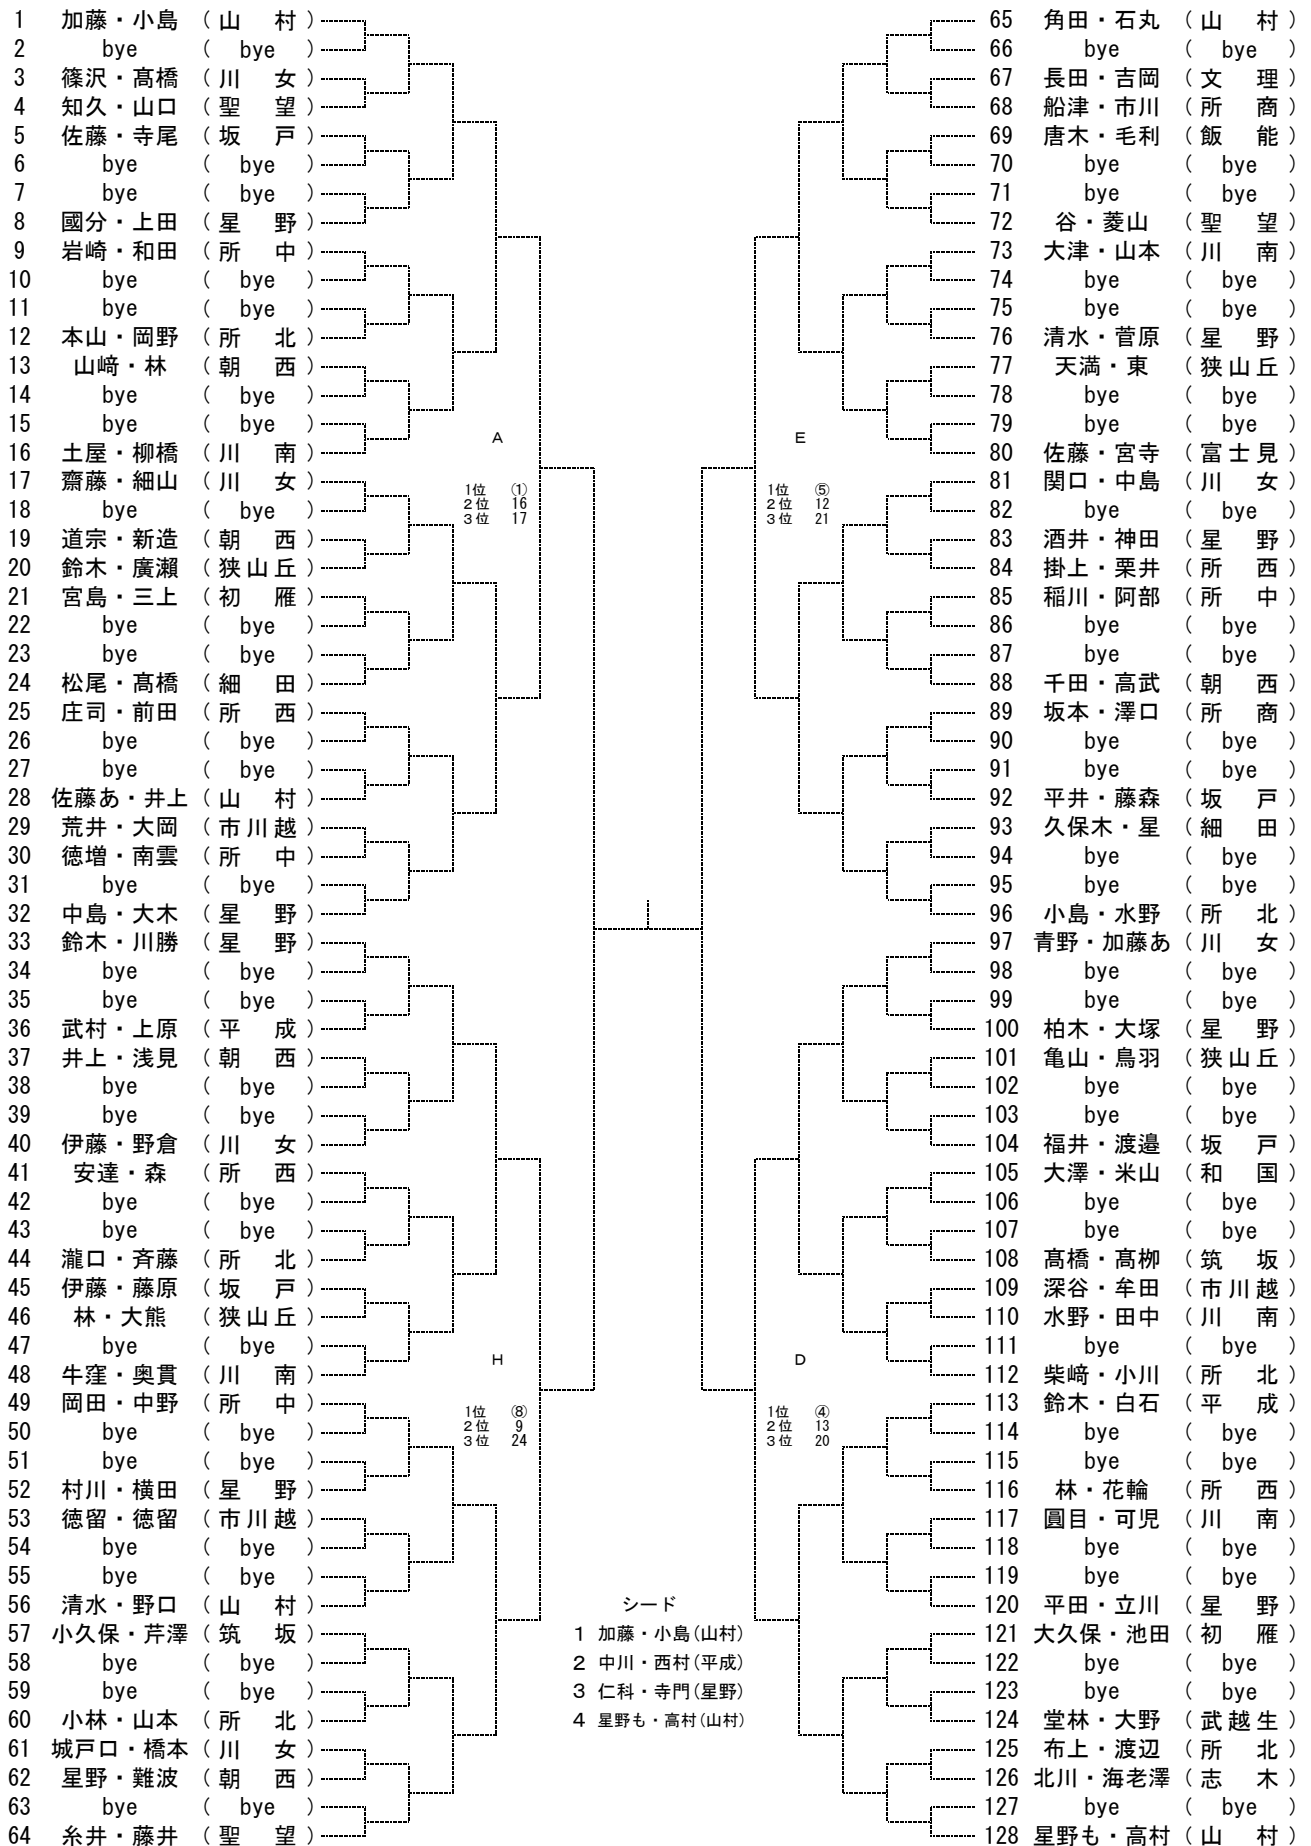 1 加藤・小島 （山　村）
2 bye （ bye ）
3 篠沢・髙橋 （川　女）
4 知久・山口 （聖　望）
5 佐藤・寺尾 （坂　戸）
6 bye （ bye ）
7 bye （ bye ）
8 國分・上田 （星　野）
9 岩崎・和田 （所　中）
10 bye （ bye ）
11 bye （ bye ）
12 本山・岡野 （所　北）
13 山﨑・林 （朝　西）
14 bye （ bye ）
15 bye （ bye ）
16 土屋・柳橋 （川　南）
17 齋藤・細山 （川　女）
18 bye （ bye ）
19 道宗・新造 （朝　西）
20 鈴木・廣瀬 （狭山丘）
21 宮島・三上 （初　雁）
22 bye （ bye ）
23 bye （ bye ）
24 松尾・髙橋 （細　田）
25 庄司・前田 （所　西）
26 bye （ bye ）
27 bye （ bye ）
28 佐藤あ・井上 （山　村）
29 荒井・大岡 （市川越）
30 徳増・南雲 （所　中）
31 bye （ bye ）
32 中島・大木 （星　野）
33 鈴木・川勝 （星　野）
34 bye （ bye ）
35 bye （ bye ）
36 武村・上原 （平　成）
37 井上・浅見 （朝　西）
38 bye （ bye ）
39 bye （ bye ）
40 伊藤・野倉 （川　女）
41 安達・森 （所　西）
42 bye （ bye ）
43 bye （ bye ）
44 瀧口・斉藤 （所　北）
45 伊藤・藤原 （坂　戸）
46 林・大熊 （狭山丘）
47 bye （ bye ）
48 牛窪・奥貫 （川　南）
49 岡田・中野 （所　中）
50 bye （ bye ）
51 bye （ bye ）
52 村川・横田 （星　野）
53 徳留・徳留 （市川越）
54 bye （ bye ）
55 bye （ bye ）
56 清水・野口 （山　村）
57 小久保・芹澤 （筑　坂）
58 bye （ bye ）
59 bye （ bye ）
60 小林・山本 （所　北）
61 城戸口・橋本 （川　女）
62 星野・難波 （朝　西）
63 bye （ bye ）
64 糸井・藤井 （聖　望）
A
1位 ①
2位 16
3位 17
H
1位 ⑧
2位 9
3位 24
E
1位 ⑤
2位 12
3位 21
D
1位 ④
2位 13
3位 20
シード
1 加藤・小島（山村）
2 中川・西村（平成）
3 仁科・寺門（星野）
4 星野も・高村（山村）
65 角田・石丸 （山　村）
66 bye （ bye ）
67 長田・吉岡 （文　理）
68 船津・市川 （所　商）
69 唐木・毛利 （飯　能）
70 bye （ bye ）
71 bye （ bye ）
72 谷・菱山 （聖　望）
73 大津・山本 （川　南）
74 bye （ bye ）
75 bye （ bye ）
76 清水・菅原 （星　野）
77 天満・東 （狭山丘）
78 bye （ bye ）
79 bye （ bye ）
80 佐藤・宮寺 （富士見）
81 関口・中島 （川　女）
82 bye （ bye ）
83 酒井・神田 （星　野）
84 掛上・栗井 （所　西）
85 稲川・阿部 （所　中）
86 bye （ bye ）
87 bye （ bye ）
88 千田・高武 （朝　西）
89 坂本・澤口 （所　商）
90 bye （ bye ）
91 bye （ bye ）
92 平井・藤森 （坂　戸）
93 久保木・星 （細　田）
94 bye （ bye ）
95 bye （ bye ）
96 小島・水野 （所　北）
97 青野・加藤あ （川　女）
98 bye （ bye ）
99 bye （ bye ）
100 柏木・大塚 （星　野）
101 亀山・鳥羽 （狭山丘）
102 bye （ bye ）
103 bye （ bye ）
104 福井・渡邉 （坂　戸）
105 大澤・米山 （和　国）
106 bye （ bye ）
107 bye （ bye ）
108 髙橋・髙栁 （筑　坂）
109 深谷・牟田 （市川越）
110 水野・田中 （川　南）
111 bye （ bye ）
112 柴﨑・小川 （所　北）
113 鈴木・白石 （平　成）
114 bye （ bye ）
115 bye （ bye ）
116 林・花輪 （所　西）
117 圓目・可児 （川　南）
118 bye （ bye ）
119 bye （ bye ）
120 平田・立川 （星　野）
121 大久保・池田 （初　雁）
122 bye （ bye ）
123 bye （ bye ）
124 堂林・大野 （武越生）
125 布上・渡辺 （所　北）
126 北川・海老澤 （志　木）
127 bye （ bye ）
128 星野も・高村 （山　村）